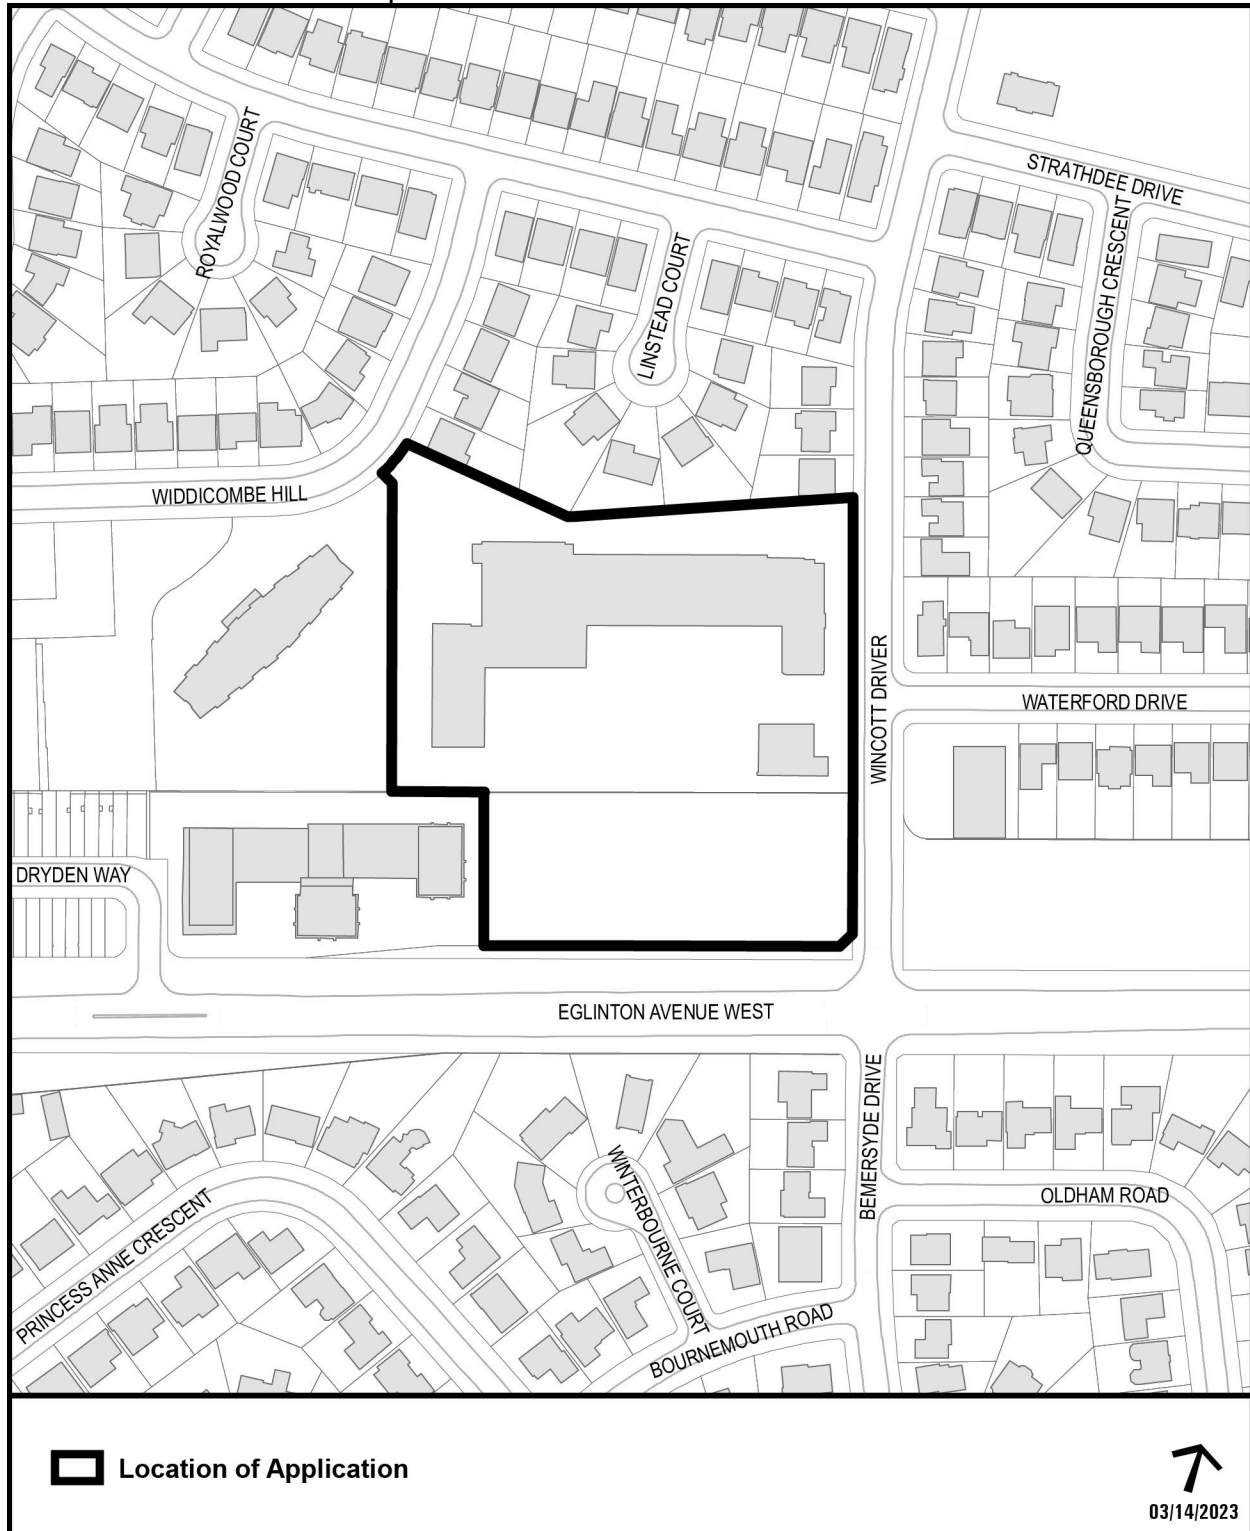 ROYALWOOD COURT
STRATHDEE DRIVE
QUEENSBOROUGH CRESCENT
LINSTEAD COURT
WIDDICOMBE HILL
WINCOTT DRIVER
WATERFORD DRIVE
DRYDEN WAY
EGLINTON AVENUE WEST
BEMERSYDE DRIVE
WINTERBOURNE COURT
OLDHAM ROAD
PRINCESS ANNE CRESCENT
BOURNEMOUTH ROAD
Location of Application
03/14/2023